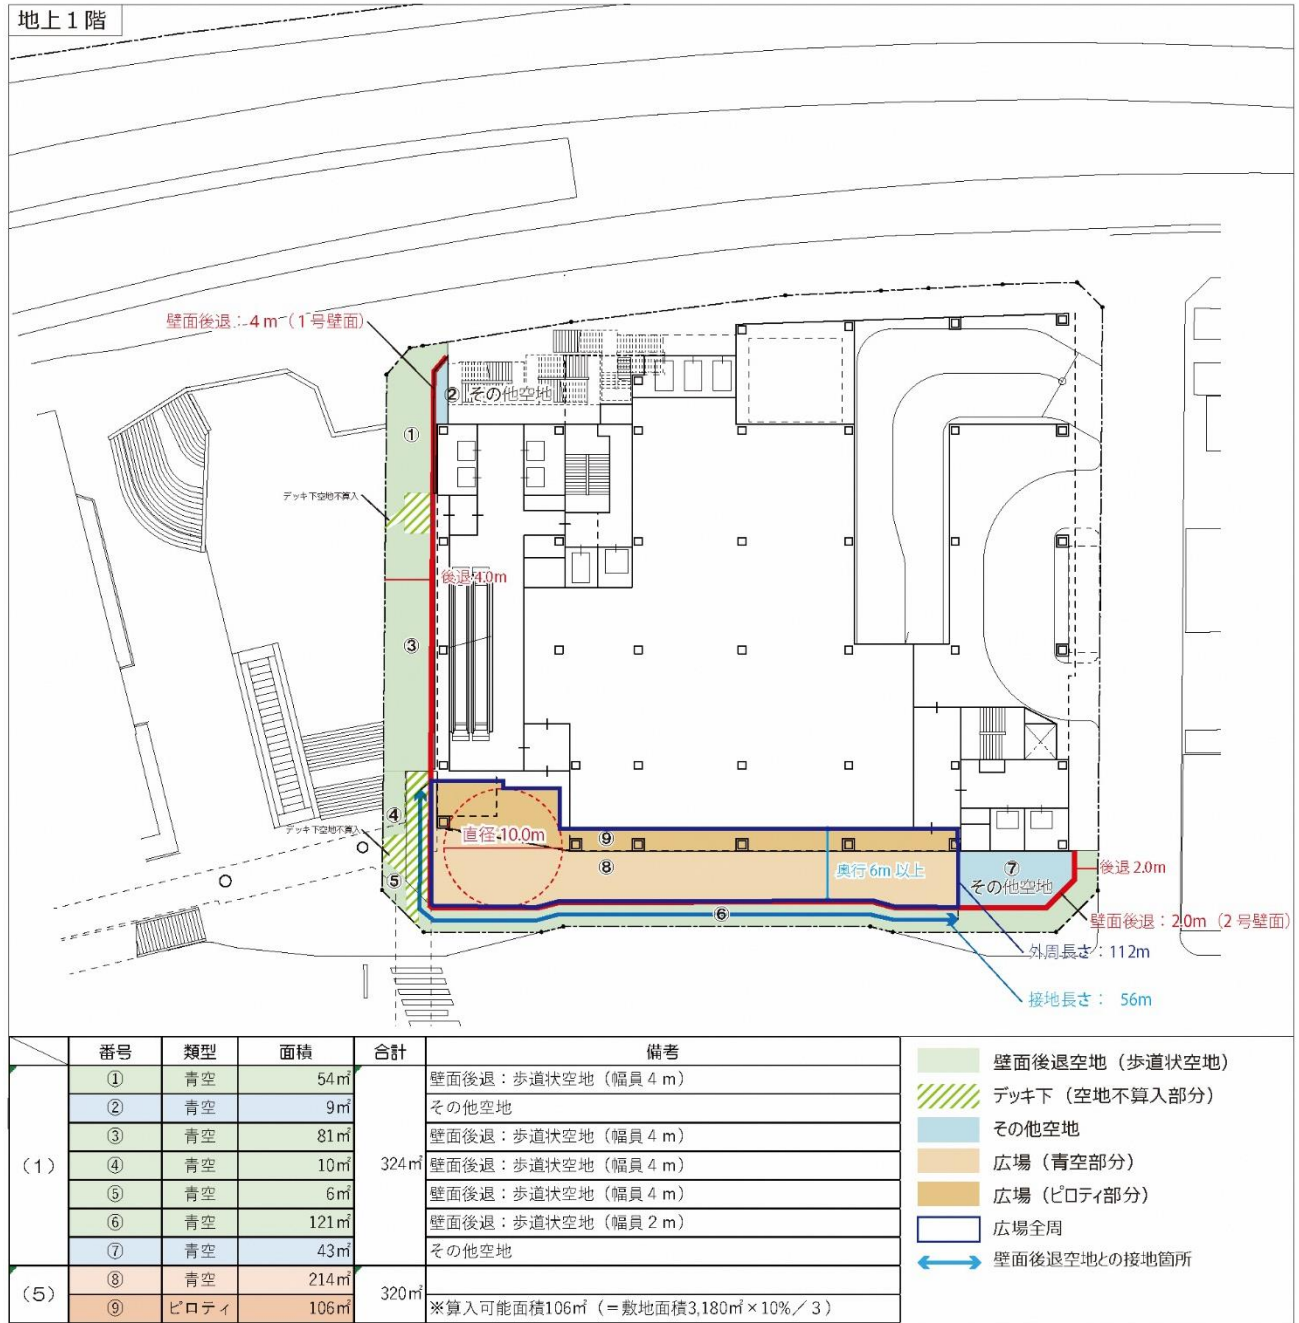 地上1階
壁面後退：4ｍ（1号壁面）
② その他空地
①
デッキ下空地不算入
後退4.0m
③
④
デッキ下空地不算入
直径10.0m
⑨
⑧
奥行6m 以上
⑦
その他空地
後退2.0m
⑤
⑥
壁面後退：2.0m（2号壁面）
外周長さ：112m
接地長さ： 56m
番号 類型 面積 合計 備考
（1） 324㎡
① 青空 54㎡ 壁面後退：歩道状空地（幅員4ｍ）
② 青空 9㎡ その他空地
③ 青空 81㎡ 壁面後退：歩道状空地（幅員4ｍ）
④ 青空 10㎡ 壁面後退：歩道状空地（幅員4ｍ）
⑤ 青空 6㎡ 壁面後退：歩道状空地（幅員4ｍ）
⑥ 青空 121㎡ 壁面後退：歩道状空地（幅員2ｍ）
⑦ 青空 43㎡ その他空地
（5） 320㎡
⑧ 青空 214㎡
⑨ ピロティ 106㎡ ※算入可能面積106㎡（＝敷地面積3,180㎡×10%／3）
壁面後退空地（歩道状空地）
デッキ下（空地不算入部分）
その他空地
広場（青空部分）
広場（ピロティ部分）
広場全周
壁面後退空地との接地箇所